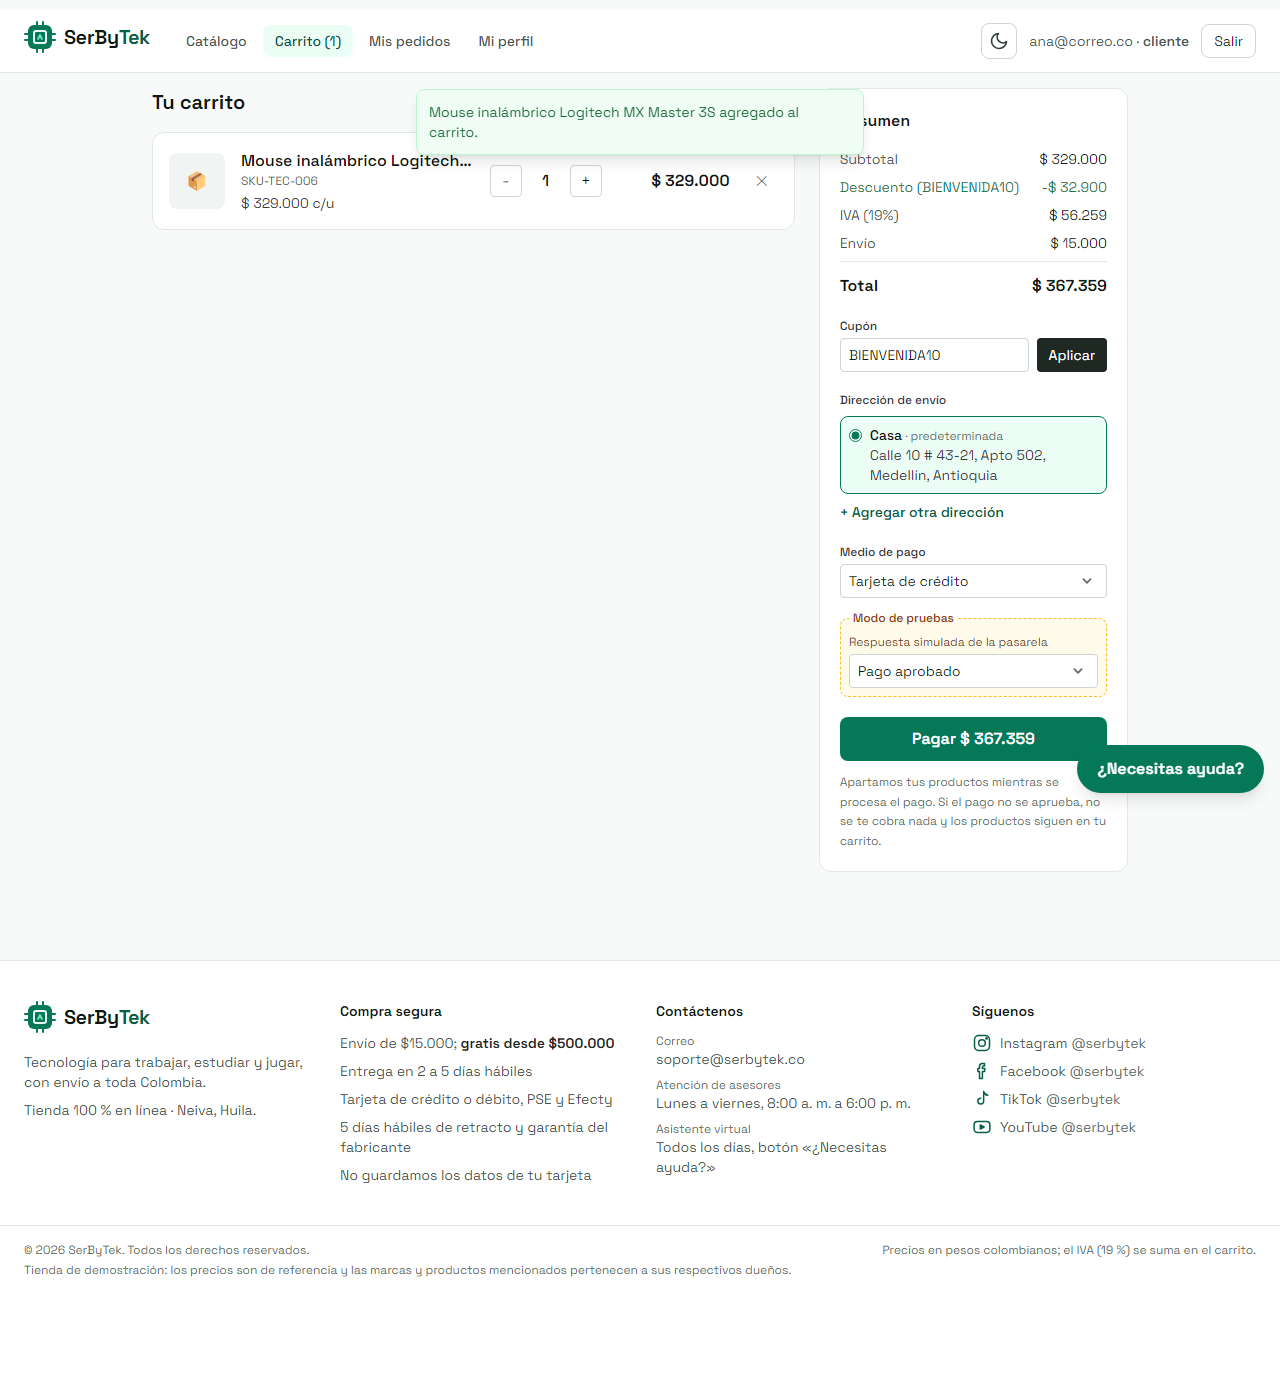 SerByTek
Catálogo
Carrito (1)
Mis pedidos
Mi perfil
ana@correo.co · cliente
Salir
Tu carrito
Mouse inalámbrico Logitech MX Master 3S agregado al
carrito.
Mouse inalámbrico Logitech...
SKU-TEC-006
$ 329.000 c/u
-
1
+
$ 329.000
Subtotal
$ 329.000
Descuento (BIENVENIDA10)
-$ 32.900
IVA (19%)
$ 56.259
Envío
$ 15.000
Total
$ 367.359
Cupón
BIENVENIDA10
Aplicar
Dirección de envío
Casa · predeterminada
Calle 10 # 43-21, Apto 502,
Medellín, Antioquia
+ Agregar otra dirección
Medio de pago
Tarjeta de crédito
Modo de pruebas
Respuesta simulada de la pasarela
Pago aprobado
Pagar $ 367.359
¿Necesitas ayuda?
Apartamos tus productos mientras se
procesa el pago. Si el pago no se aprueba, no
se te cobra nada y los productos siguen en tu
carrito.
SerByTek
Tecnología para trabajar, estudiar y jugar,
con envío a toda Colombia.
Tienda 100 % en línea · Neiva, Huila.
Compra segura
Envío de $15.000; gratis desde $500.000
Entrega en 2 a 5 días hábiles
Tarjeta de crédito o débito, PSE y Efecty
5 días hábiles de retracto y garantía del
fabricante
No guardamos los datos de tu tarjeta
Contáctenos
Correo
soporte@serbytek.co
Atención de asesores
Lunes a viernes, 8:00 a. m. a 6:00 p. m.
Asistente virtual
Todos los días, botón «¿Necesitas
ayuda?»
Síguenos
Instagram @serbytek
Facebook @serbytek
TikTok @serbytek
YouTube @serbytek
© 2026 SerByTek. Todos los derechos reservados.
Precios en pesos colombianos; el IVA (19 %) se suma en el carrito.
Tienda de demostración: los precios son de referencia y las marcas y productos mencionados pertenecen a sus respectivos dueños.